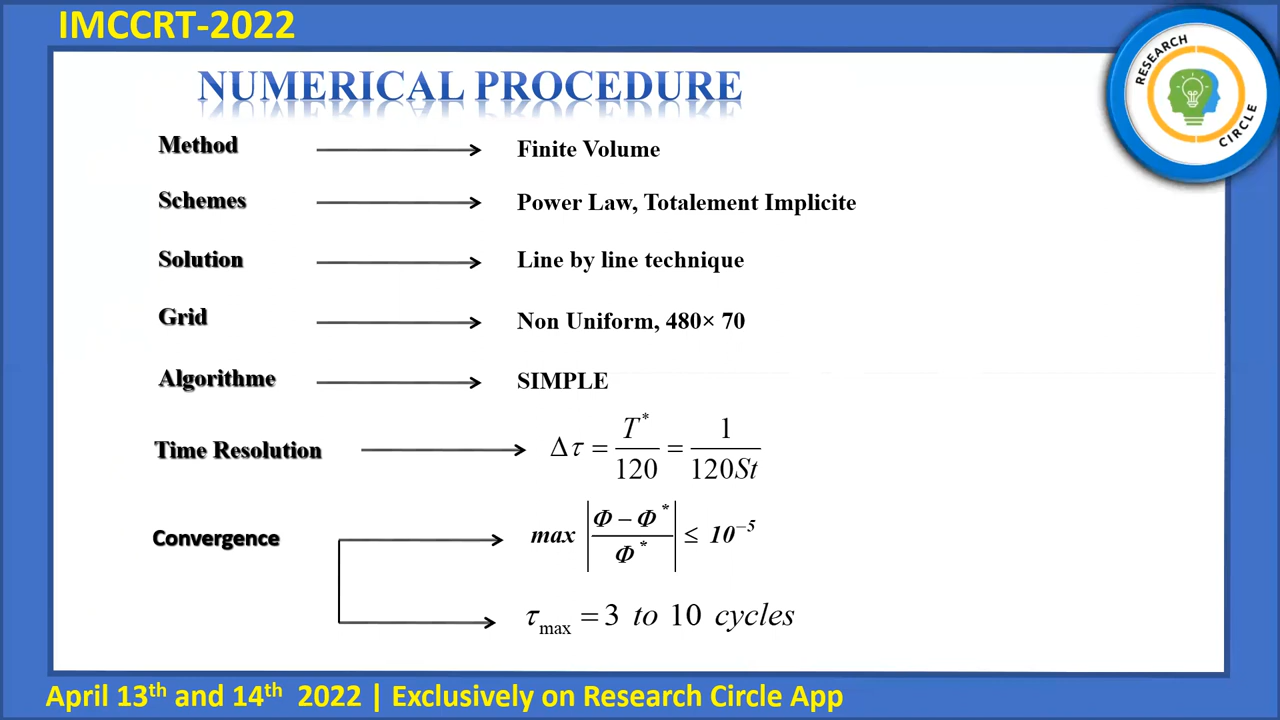 IMCCRT-2022
RESEARCH
CIRCLE
NUMERICAL PROCEDURE
Method Finite Volume
Schemes Power Law, Totalement Implicite
Solution Line by line technique
Grid Non Uniform, 480× 70
Algorithme SIMPLE
Time Resolution Δτ = T*/120 = 1/120St
Convergence max |Φ – Φ*/Φ*| ≤ 10⁻⁵
τmax = 3 to 10 cycles
April 13th and 14th 2022 | Exclusively on Research Circle App